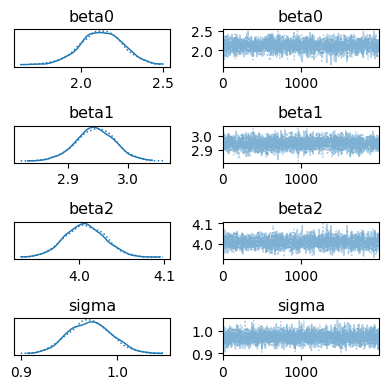 beta0 beta0
2.5
2.0
2.0 2.5 0 1000
beta1 beta1
3.0
2.9
2.9 3.0 0 1000
beta2 beta2
4.1
4.0
4.0 4.1 0 1000
sigma sigma
1.0
0.9
0.9 1.0 0 1000